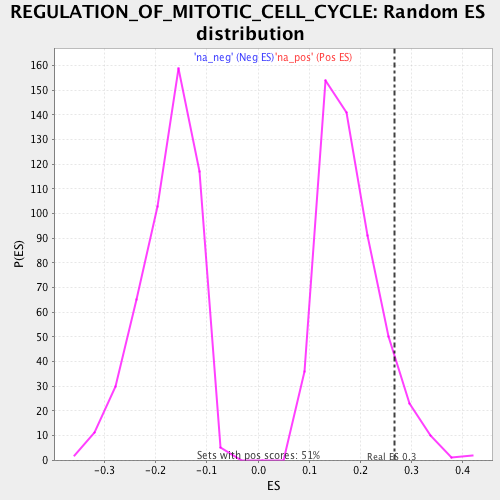 REGULATION_OF_MITOTIC_CELL_CYCLE: Random ES
distribution
'na_neg' (Neg ES) 'na_pos' (Pos ES)
160
150
140
130
120
110
100
90
80
70
60
50
40
30
20
10
0
P(ES)
Sets with pos scores: 51%
Real ES 0.3
-0.3 -0.2 -0.1 0.0 0.1 0.2 0.3 0.4
ES